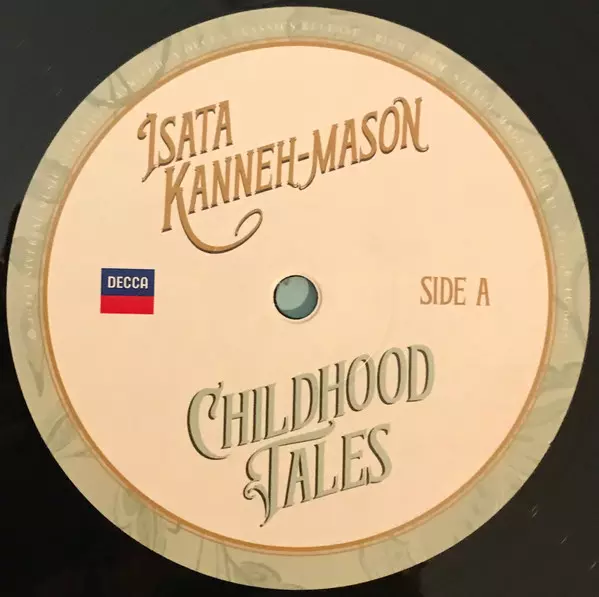 ISATA
KANNEH-MASON
DECCA
SIDE A
CHILDHOOD
TALES